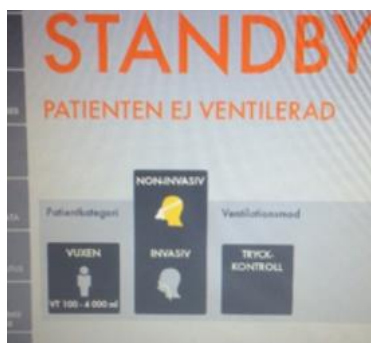 STANDBY
PATIENTEN EJ VENTILERAD
NON-INVASIV
Patientkategori
Ventilationsmod
VUXEN
INVASIV
TRYCK-
KONTROLL
VT 100 - 4 000 ml